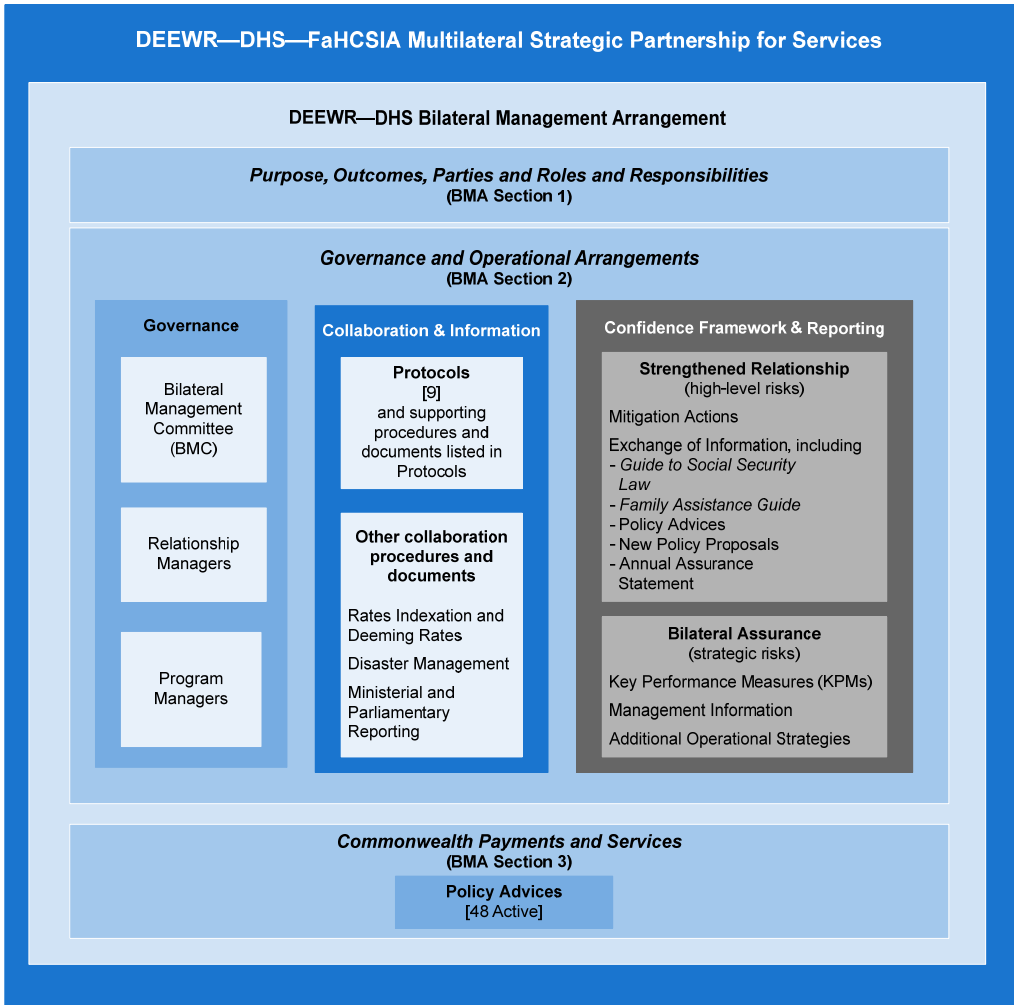 DEEWR—DHS—FaHCSIA Multilateral Strategic Partnership for Services
DEEWR—DHS Bilateral Management Arrangement
Purpose, Outcomes, Parties and Roles and Responsibilities
(BMA Section 1)
Governance and Operational Arrangements
(BMA Section 2)
Governance
Bilateral
Management
Committee
(BMC)
Relationship
Managers
Program
Managers
Collaboration & Information
Protocols
[9]
and supporting
procedures and
documents listed in
Protocols
Other collaboration
procedures and
documents
Rates Indexation and
Deeming Rates
Disaster Management
Ministerial and
Parliamentary
Reporting
Confidence Framework & Reporting
Strengthened Relationship
(high-level risks)
Mitigation Actions
Exchange of Information, including
- Guide to Social Security
Law
- Family Assistance Guide
- Policy Advices
- New Policy Proposals
- Annual Assurance
Statement
Bilateral Assurance
(strategic risks)
Key Performance Measures (KPMs)
Management Information
Additional Operational Strategies
Commonwealth Payments and Services
(BMA Section 3)
Policy Advices
[48 Active]